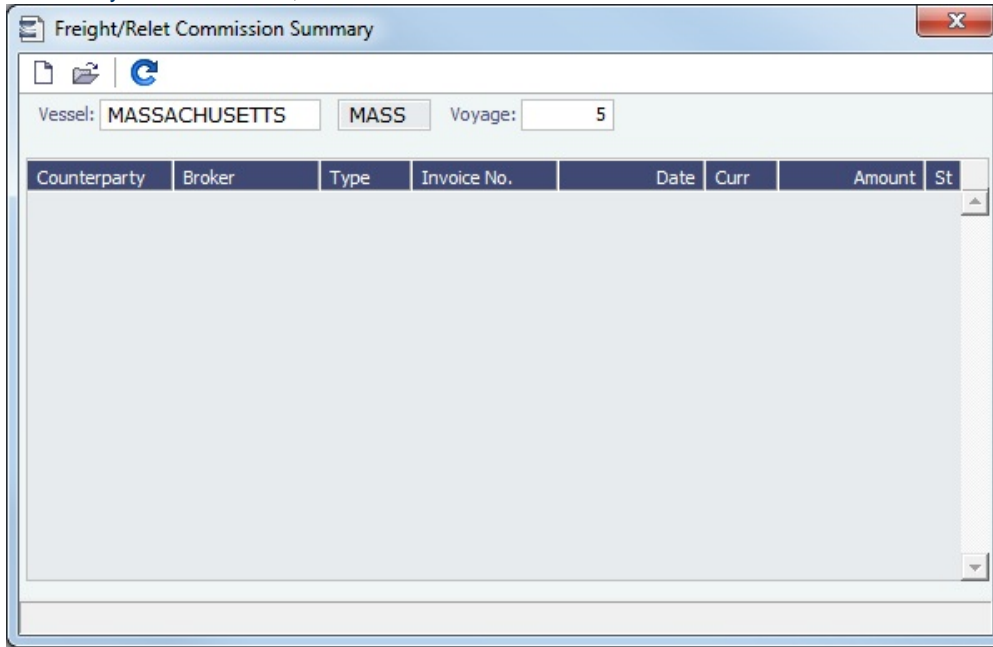 Freight/Relet Commission Summary
Vessel: MASSACHUSETTS MASS Voyage: 5
Counterparty Broker Type Invoice No. Date Curr Amount St